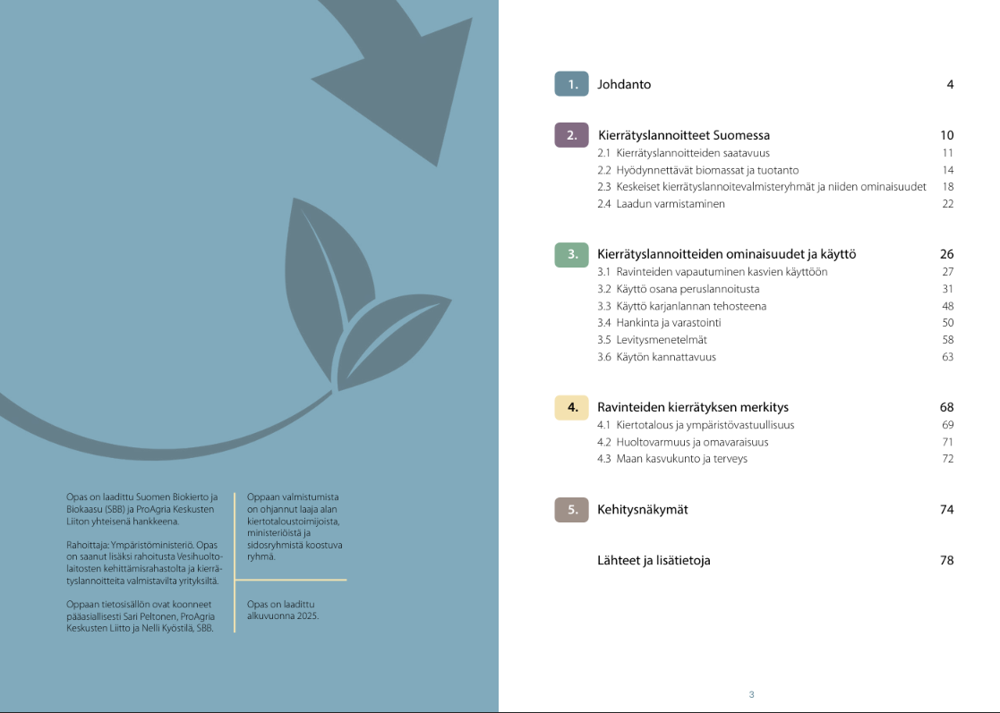 Opas on laadittu Suomen Biokierto ja
Biokaasu (SBB) ja ProAgria Keskusten
Liiton yhteisenä hankkeena.
Rahoittaja: Ympäristöministeriö. Opas
on saanut lisäksi rahoitusta Vesihuolto-
laitosten kehittämisrahastolta ja kierrä-
tyslannoitteita valmistavilta yrityksiltä.
Oppaan tietosisällön ovat koonneet
pääasiallisesti Sari Peltonen, ProAgria
Keskusten Liitto ja Nelli Kyöstilä, SBB.
Oppaan valmistumista
on ohjannut laaja alan
kiertotaloustoimijoista,
ministeriöistä ja
sidosryhmistä koostuva
ryhmä.
Opas on laadittu
alkuvuonna 2025.
1. Johdanto 4
2. Kierrätyslannoitteet Suomessa 10
2.1 Kierrätyslannoitteiden saatavuus 11
2.2 Hyödynnettävät biomassat ja tuotanto 14
2.3 Keskeiset kierrätyslannoitevalmisteryhmät ja niiden ominaisuudet 18
2.4 Laadun varmistaminen 22
3. Kierrätyslannoitteiden ominaisuudet ja käyttö 26
3.1 Ravinteiden vapautuminen kasvien käyttöön 27
3.2 Käyttö osana peruslannoitusta 31
3.3 Käyttö karjanlannan tehosteena 48
3.4 Hankinta ja varastointi 50
3.5 Levitysmenetelmät 58
3.6 Käytön kannattavuus 63
4. Ravinteiden kierrätyksen merkitys 68
4.1 Kiertotalous ja ympäristövastuullisuus 69
4.2 Huoltovarmuus ja omavaraisuus 71
4.3 Maan kasvukunto ja terveys 72
5. Kehitysnäkymät 74
Lähteet ja lisätietoja 78
3